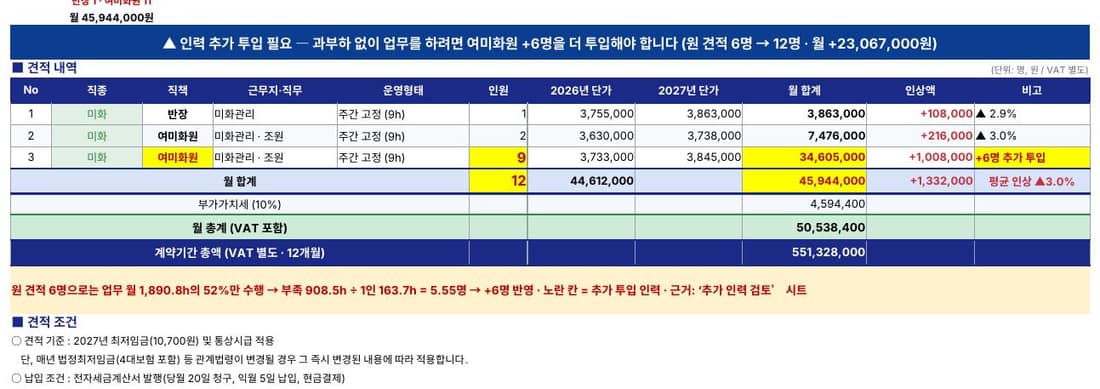 반장 1 · 여미화원 11
월 45,944,000원
▲ 인력 추가 투입 필요 — 과부하 없이 업무를 하려면 여미화원 +6명을 더 투입해야 합니다 (원 견적 6명 → 12명 · 월 +23,067,000원)
■ 견적 내역 (단위: 명, 원 / VAT 별도)
No 직종 직책 근무지·직무 운영형태 인원 2026년 단가 2027년 단가 월 합계 인상액 비고
1 미화 반장 미화관리 주간 고정 (9h) 1 3,755,000 3,863,000 3,863,000 +108,000 ▲ 2.9%
2 미화 여미화원 미화관리 · 조원 주간 고정 (9h) 2 3,630,000 3,738,000 7,476,000 +216,000 ▲ 3.0%
3 미화 여미화원 미화관리 · 조원 주간 고정 (9h) 9 3,733,000 3,845,000 34,605,000 +1,008,000 +6명 추가 투입
월 합계 12 44,612,000 45,944,000 +1,332,000 평균 인상 ▲3.0%
부가가치세 (10%) 4,594,400
월 총계 (VAT 포함) 50,538,400
계약기간 총액 (VAT 별도 · 12개월) 551,328,000
원 견적 6명으로는 업무 월 1,890.8h의 52%만 수행 → 부족 908.5h ÷ 1인 163.7h = 5.55명 → +6명 반영 · 노란 칸 = 추가 투입 인력 · 근거: ‘추가 인력 검토’ 시트
■ 견적 조건
○ 견적 기준 : 2027년 최저임금(10,700원) 및 통상시급 적용
단, 매년 법정최저임금(4대보험 포함) 등 관계법령이 변경될 경우 그 즉시 변경된 내용에 따라 적용합니다.
○ 납입 조건 : 전자세금계산서 발행(당월 20일 청구, 익월 5일 납입, 현금결제)